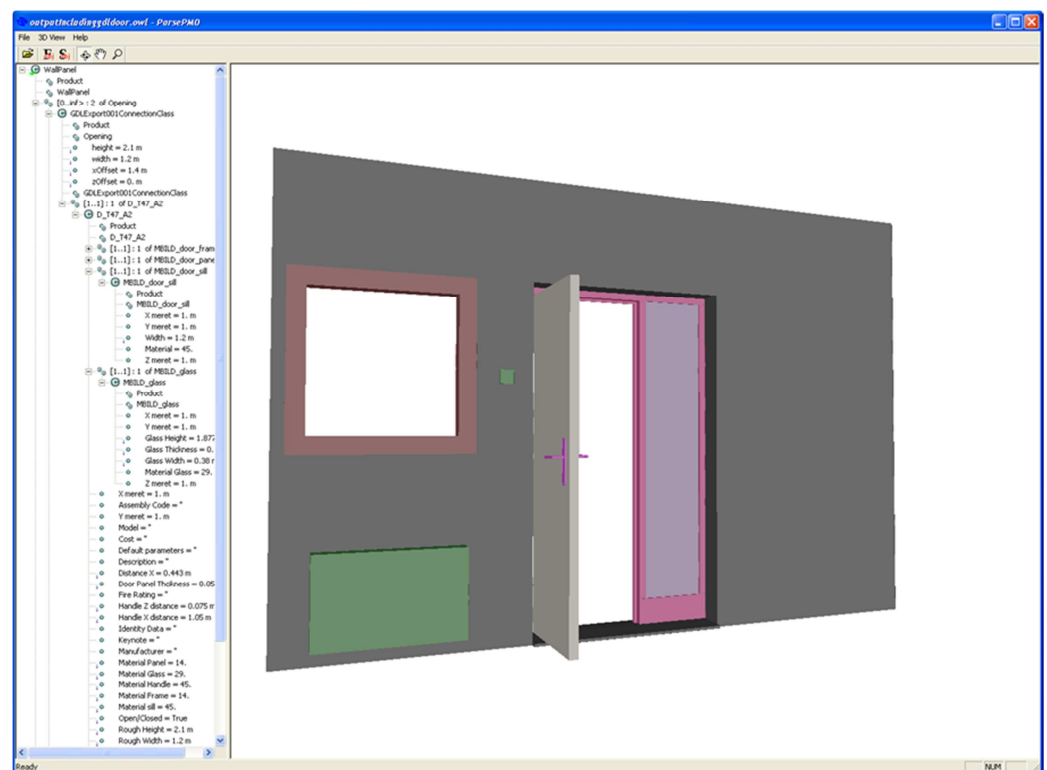 outputincludinggdldoor.owl - ParsePMO
File 3D View Help
WallPanel
Product
WallPanel
[0..inf> : 2 of Opening
GDLExport001ConnectionClass
Product
Opening
height = 2.1 m
width = 1.2 m
xOffset = 1.4 m
zOffset = 0. m
GDLExport001ConnectionClass
[1..1] : 1 of D_T47_A2
D_T47_A2
Product
D_T47_A2
[1..1] : 1 of MBILD_door_fram
[1..1] : 1 of MBILD_door_pane
[1..1] : 1 of MBILD_door_sill
MBILD_door_sill
Product
MBILD_door_sill
X meret = 1. m
Y meret = 1. m
Width = 1.2 m
Material = 45.
Z meret = 1. m
[1..1] : 1 of MBILD_glass
MBILD_glass
Product
MBILD_glass
X meret = 1. m
Y meret = 1. m
Glass Height = 1.877
Glass Thickness = 0.
Glass Width = 0.38 m
Material Glass = 29.
Z meret = 1. m
X meret = 1. m
Assembly Code = "
Y meret = 1. m
Model = "
Cost = "
Default parameters = "
Description = "
Distance X = 0.443 m
Door Panel Thickness = 0.05
Fire Rating = "
Handle Z distance = 0.075 m
Handle X distance = 1.05 m
Identity Data = "
Keynote = "
Manufacturer = "
Material Panel = 14.
Material Glass = 29.
Material Handle = 45.
Material Frame = 14.
Material sill = 45.
Open/Closed = True
Rough Height = 2.1 m
Rough Width = 1.2 m
Ready
NUM